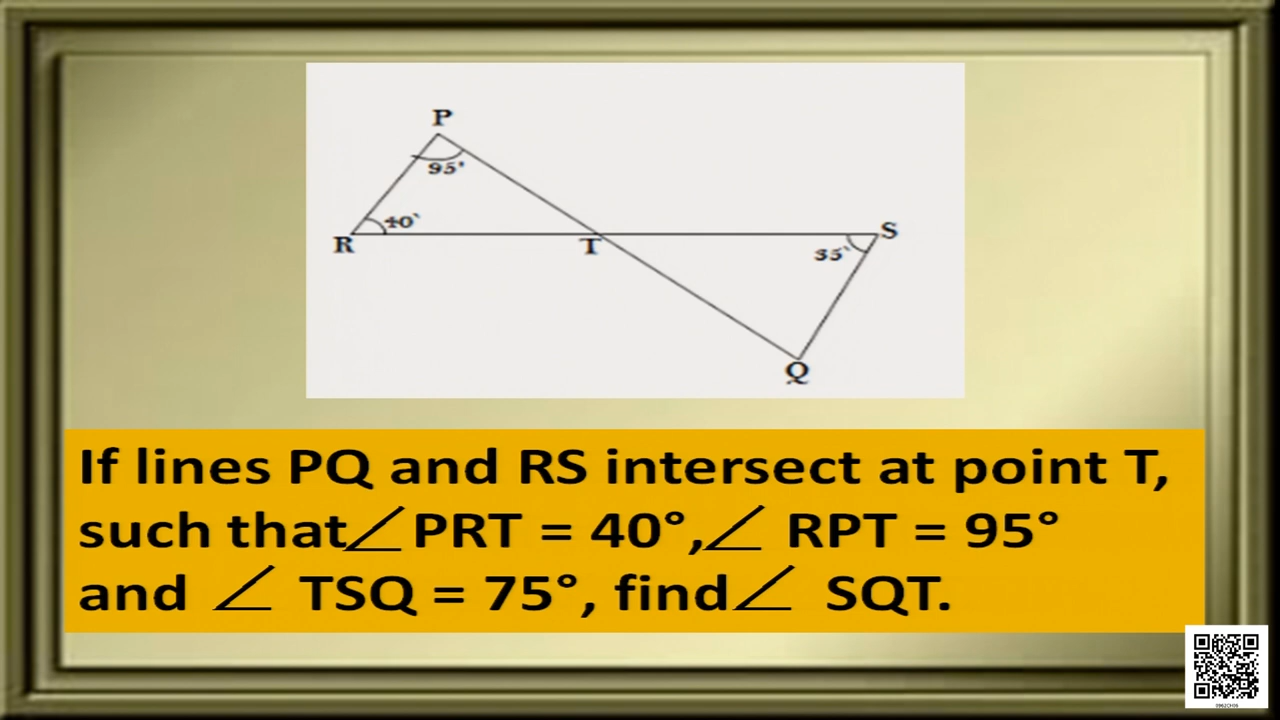 P
95°
40`
R
T
S
35`
Q
If lines PQ and RS intersect at point T,
such that∠PRT = 40°,∠ RPT = 95°
and ∠ TSQ = 75°, find∠ SQT.